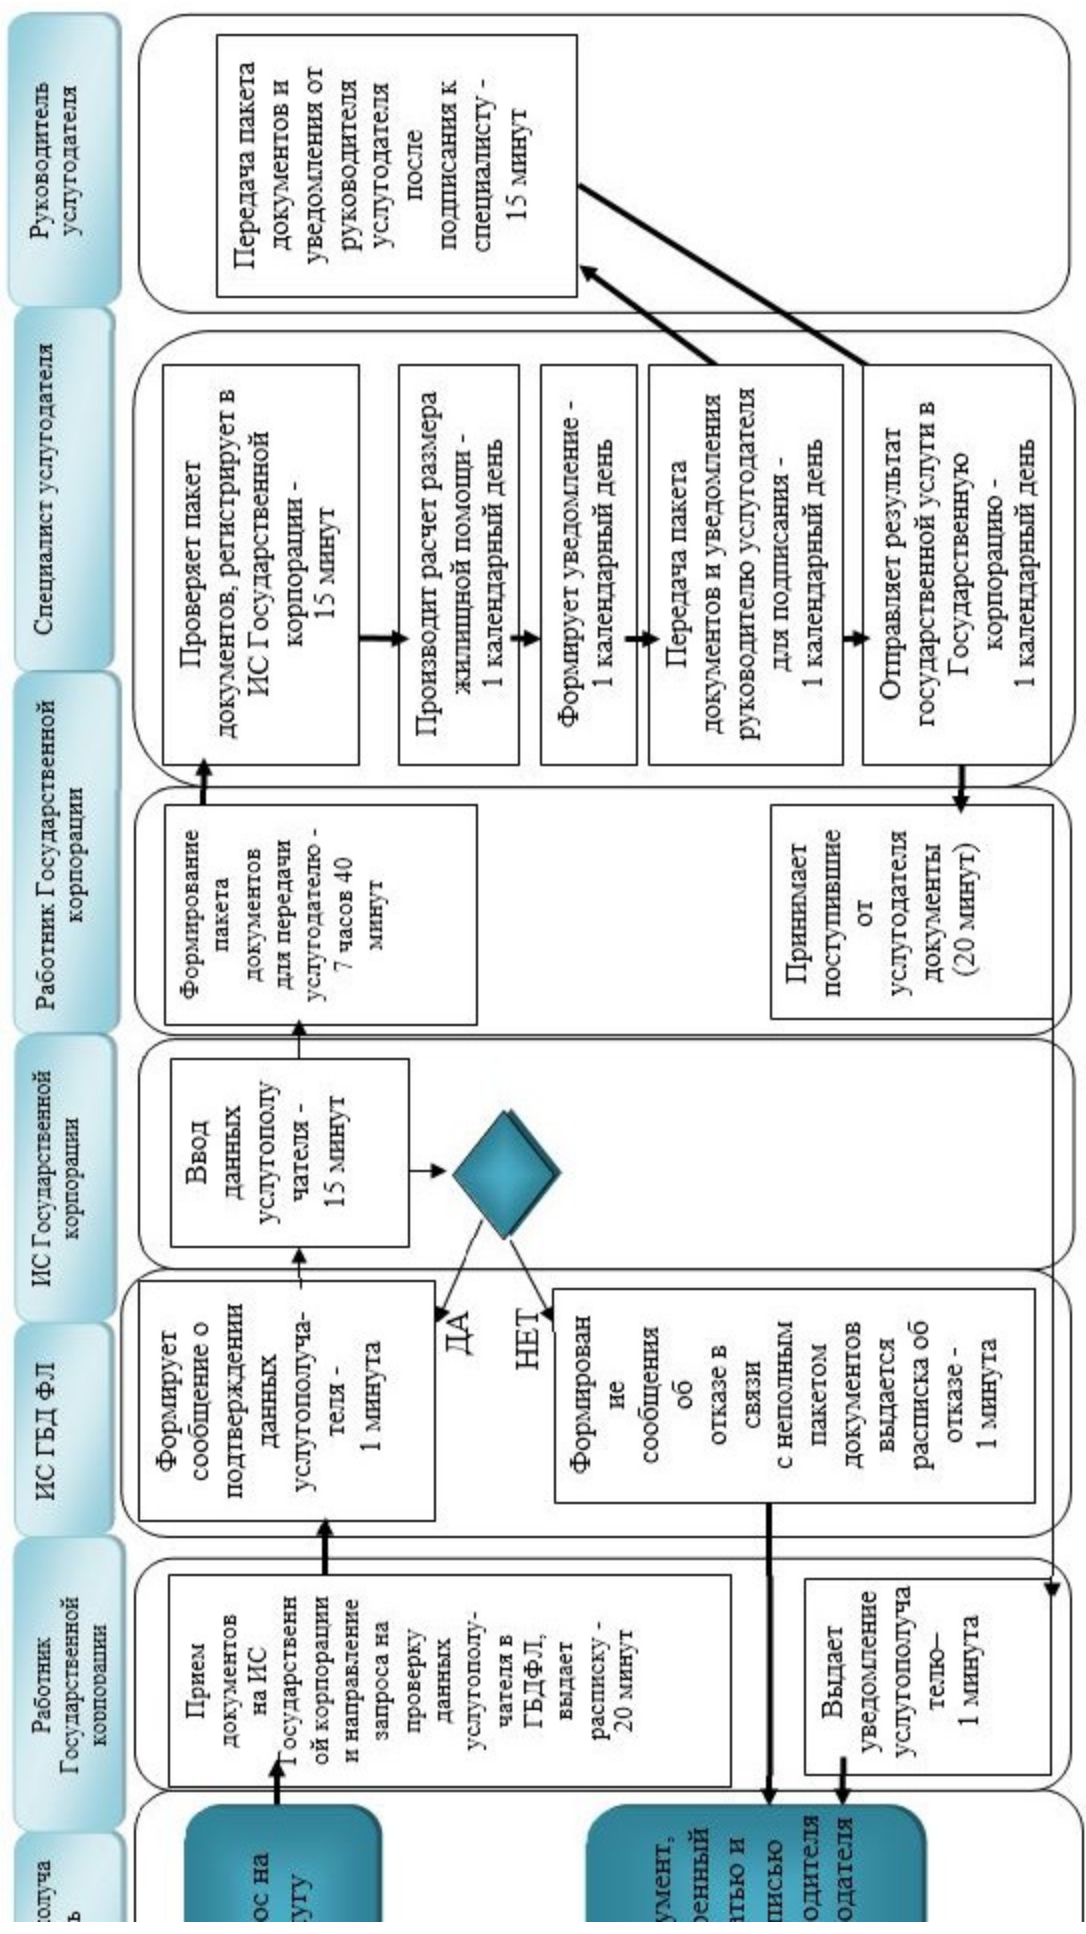 Работник
Государственной
корпорации
ИС ГБД ФЛ
ИС Государственной
корпорации
Работник Государственной
корпорации
Специалист услугодателя
Руководитель
услугодателя
Прием
документов
на ИС
Государственн
ой корпорации
и направление
запроса на
проверку
данных
услугополу-
чателя в
ГБДФЛ,
выдает
расписку -
20 минут
Выдает
уведомление
услугополуча
телю–
1 минута
Формирует
сообщение о
подтверждении
данных
услугополуча-
теля -
1 минута
ДА
НЕТ
Формирован
ие
сообщения
об
отказе в
связи
с неполным
пакетом
документов
выдается
расписка об
отказе -
1 минута
Ввод
данных
услугополу
чателя -
15 минут
Формирование
пакета
документов
для передачи
услугодателю -
7 часов 40
минут
Принимает
поступившие
от
услугодателя
документы
(20 минут)
Проверяет пакет
документов, регистрирует в
ИС Государственной
корпорации -
15 минут
Производит расчет размера
жилищной помощи -
1 календарный день
Формирует уведомление -
1 календарный день
Передача пакета
документов и уведомления
руководителю услугодателя
для подписания -
1 календарный день
Отправляет результат
государственной услуги в
Государственную
корпорацию -
1 календарный день
Передача пакета
документов и
уведомления от
руководителя
услугодателя
после
подписания к
специалисту -
15 минут